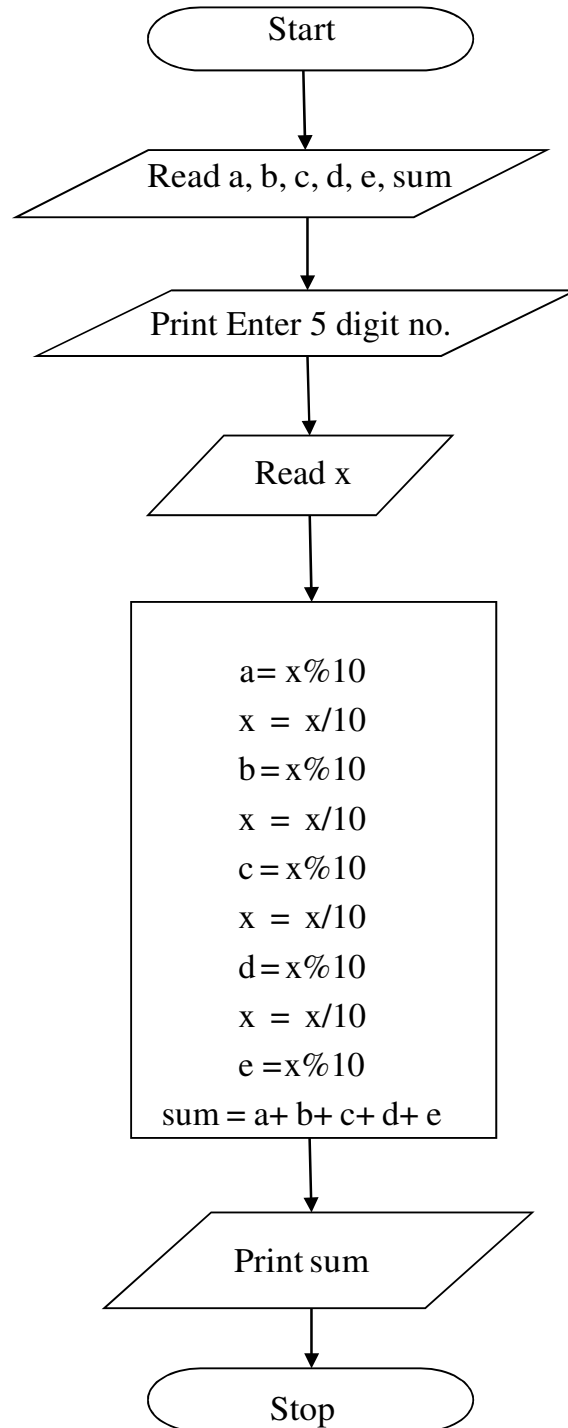 Start
Read a, b, c, d, e, sum
Print Enter 5 digit no.
Read x
a= x%10
x = x/10
b=x%10
x = x/10
c=x%10
x = x/10
d=x%10
x = x/10
e =x%10
sum = a+ b+ c+ d+ e
Print sum
Stop